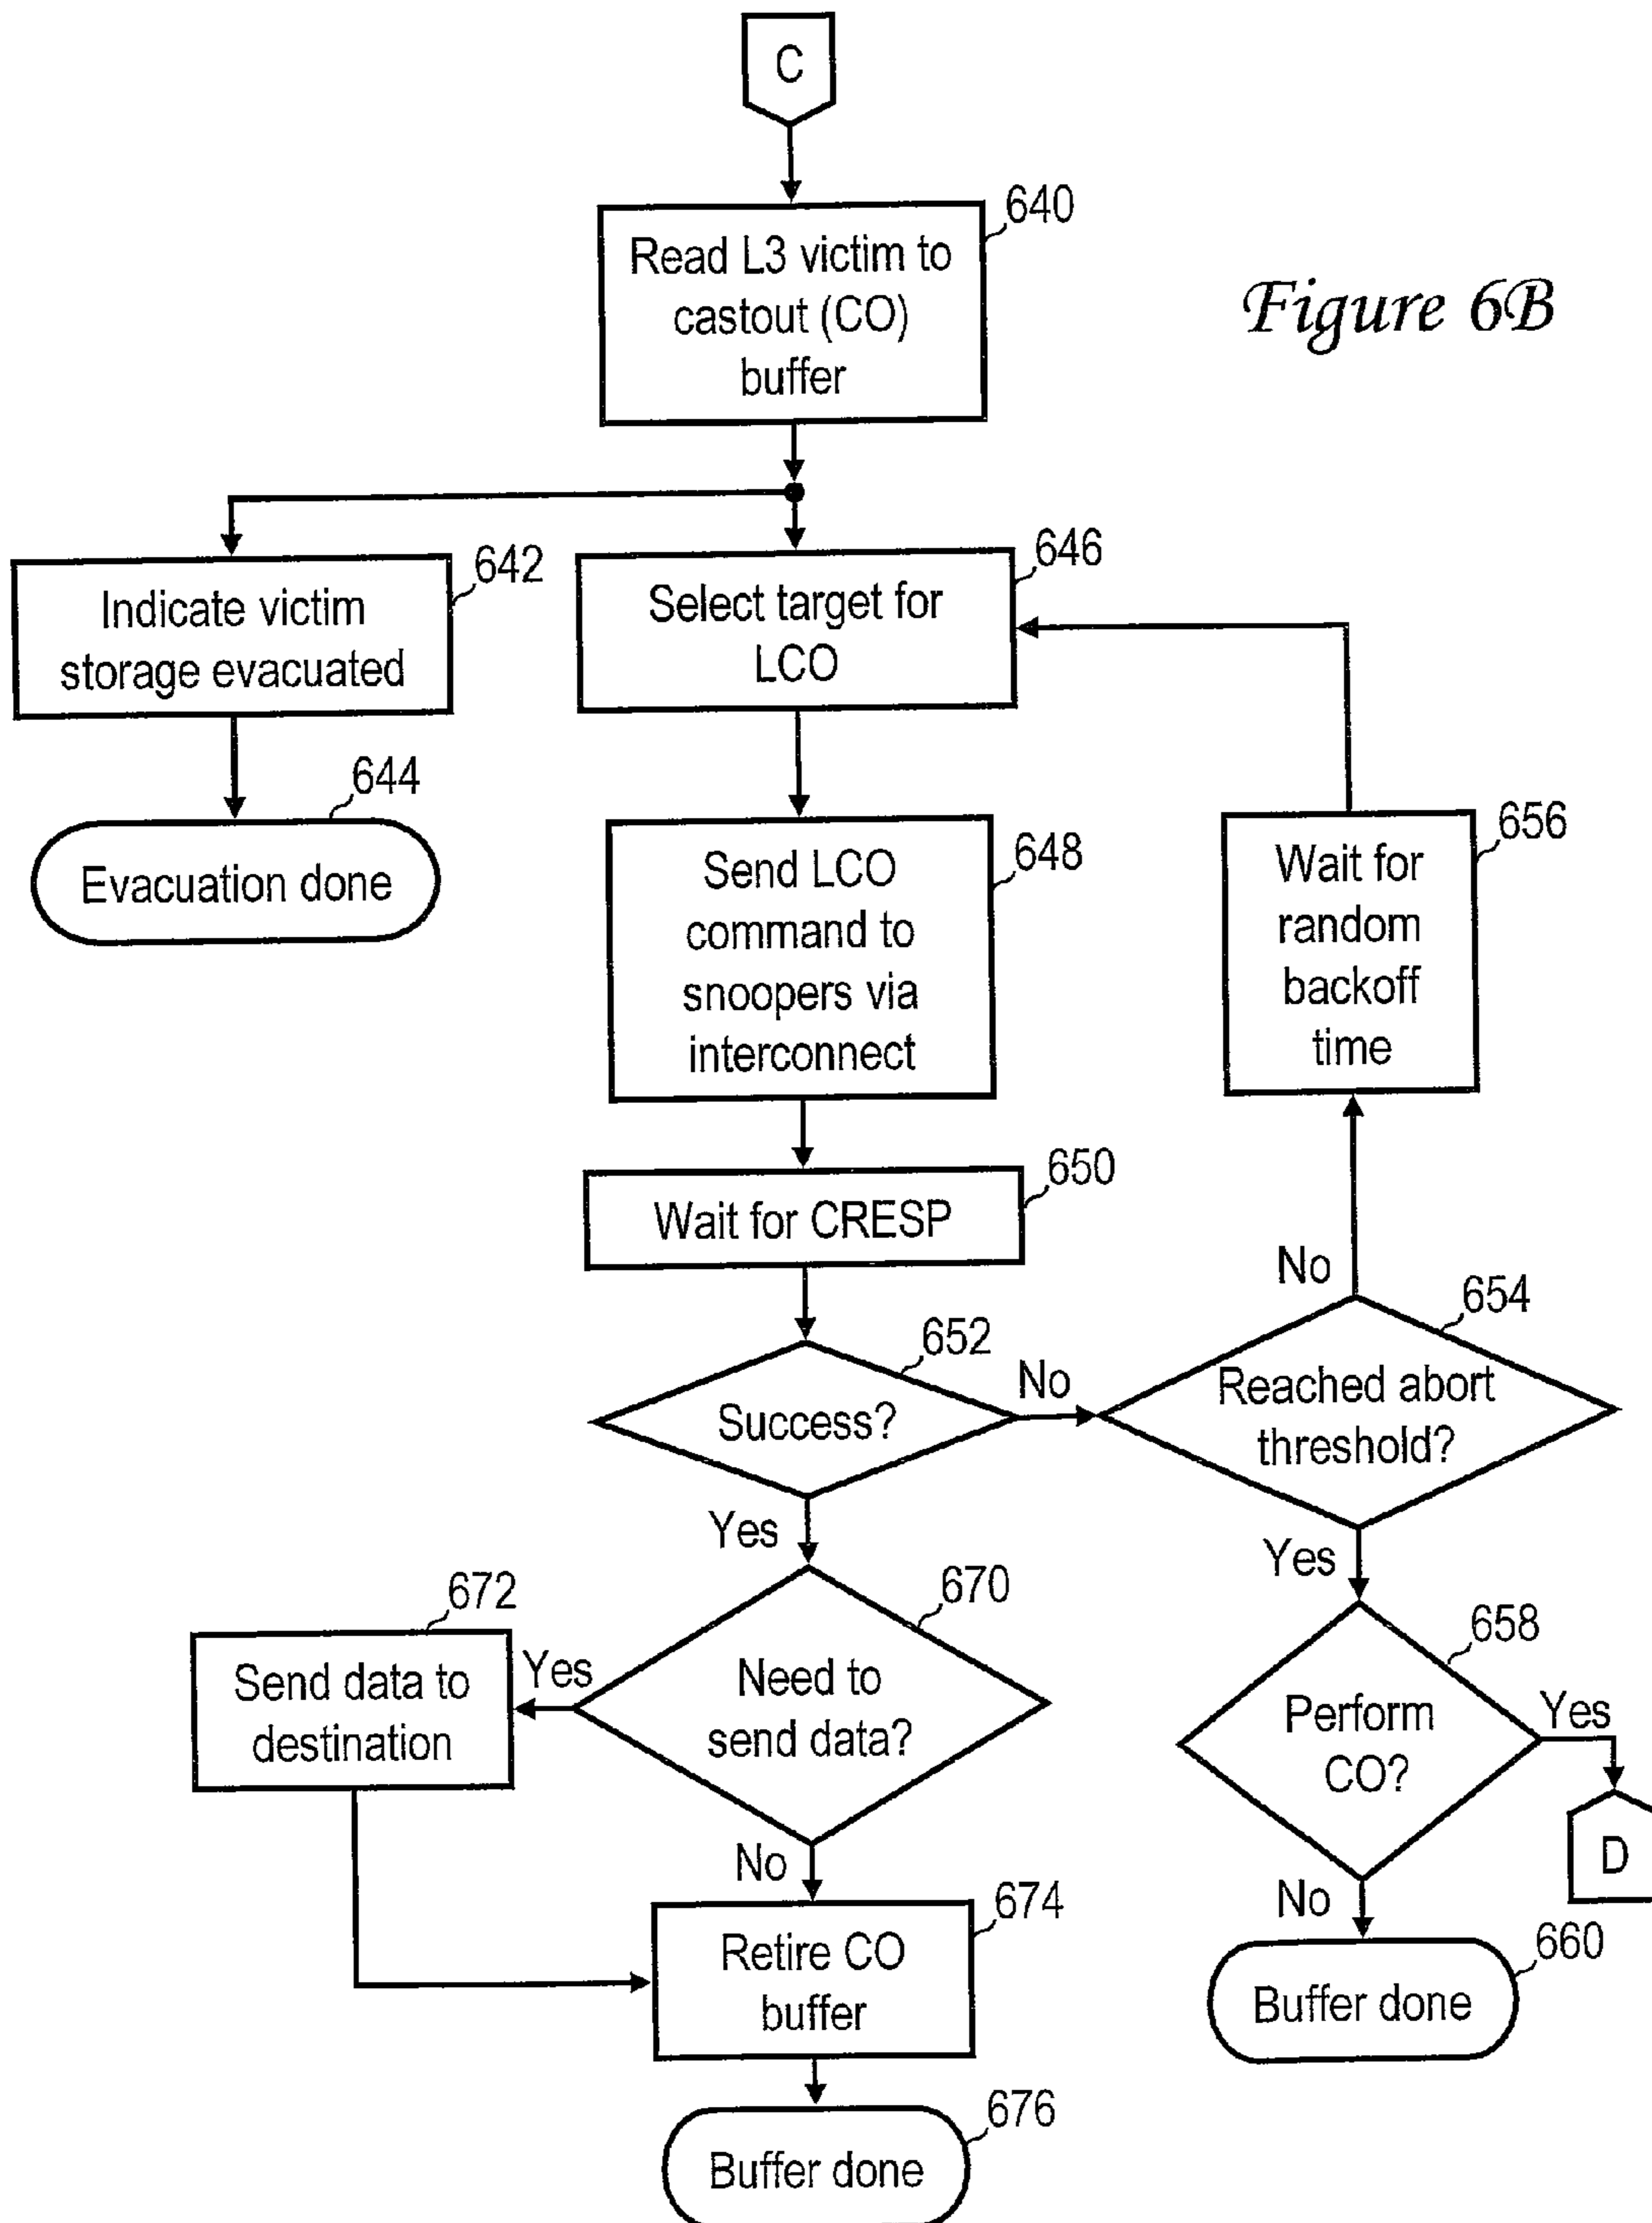 C
640
Read L3 victim to
castout (CO)
buffer
Figure 6B
642
Indicate victim
storage evacuated
644
Evacuation done
646
Select target for
LCO
648
Send LCO
command to
snoopers via
interconnect
656
Wait for
random
backoff
time
650
Wait for CRESP
652
Success?
No
Yes
654
Reached abort
threshold?
No
Yes
670
Need to
send data?
Yes
No
672
Send data to
destination
658
Perform
CO?
Yes
No
D
674
Retire CO
buffer
660
Buffer done
676
Buffer done